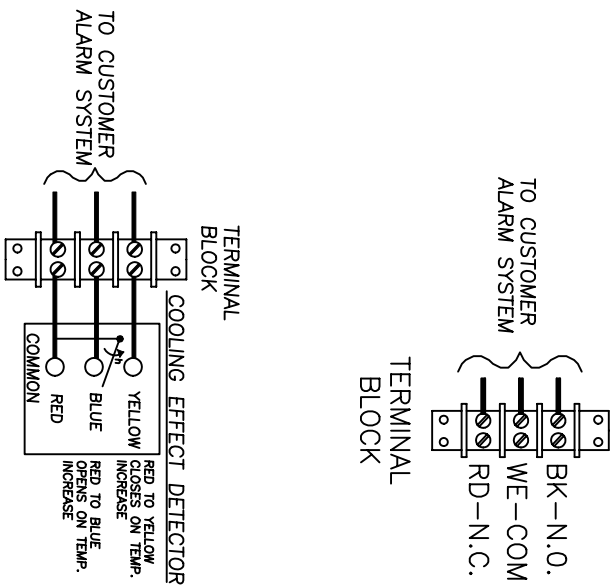 TO CUSTOMER
ALARM SYSTEM
TERMINAL
BLOCK
BK-N.O.
WE-COM
RD-N.C.
TO CUSTOMER
ALARM SYSTEM
TERMINAL
BLOCK
COOLING EFFECT DETECTOR
YELLOW
BLUE
RED
COMMON
RED TO YELLOW
CLOSES ON TEMP.
INCREASE
RED TO BLUE
OPENS ON TEMP.
INCREASE